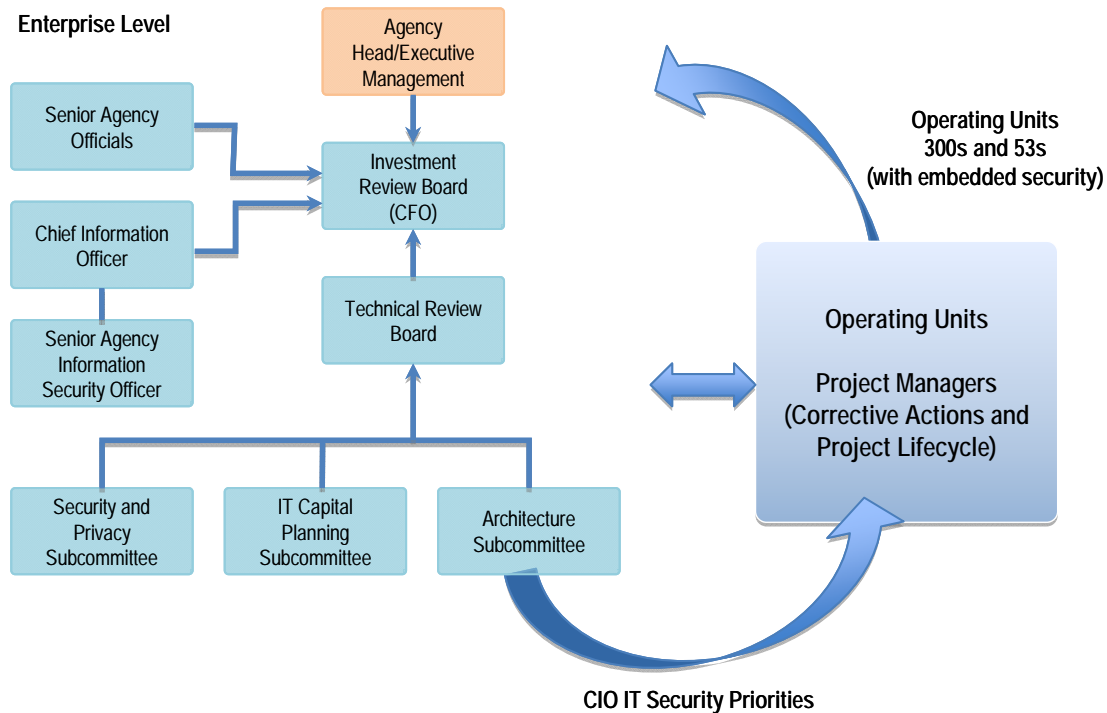 Enterprise Level
Agency
Head/Executive
Management
Senior Agency
Officials
Investment
Review Board
(CFO)
Chief Information
Officer
Technical Review
Board
Senior Agency
Information
Security Officer
Security and
Privacy
Subcommittee
IT Capital
Planning
Subcommittee
Architecture
Subcommittee
Operating Units
300s and 53s
(with embedded security)
Operating Units
Project Managers
(Corrective Actions and
Project Lifecycle)
CIO IT Security Priorities